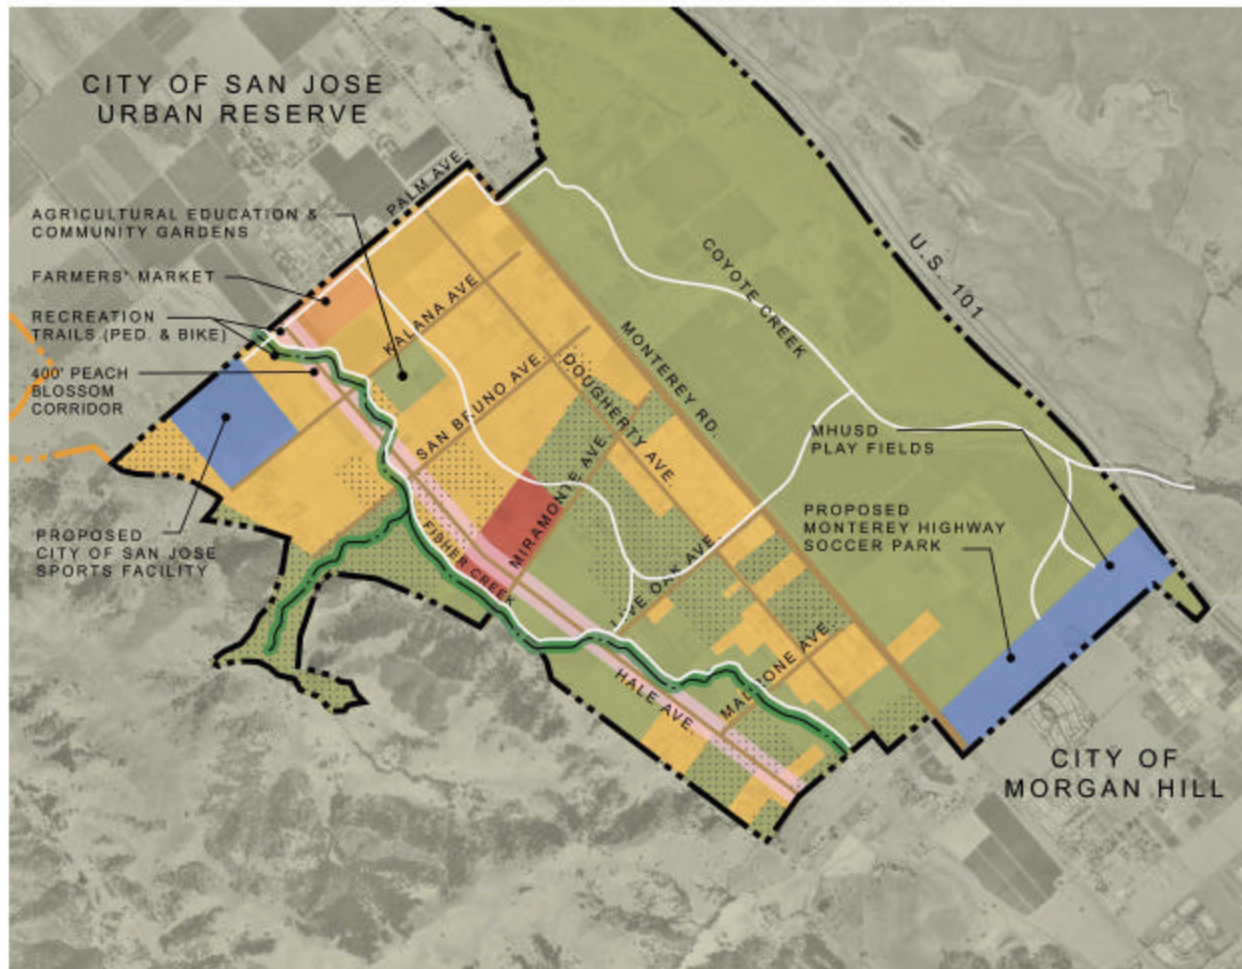 CITY OF SAN JOSE
URBAN RESERVE
PALM AVE.
AGRICULTURAL EDUCATION &
COMMUNITY GARDENS
FARMERS' MARKET
RECREATION
TRAILS (PED. & BIKE)
400' PEACH
BLOSSOM
CORRIDOR
KALANA AVE.
COYOTE CREEK
U.S. 101
MONTEREY RD.
SAN BRUNO AVE.
DOUGHERTY AVE.
MIRAMONTE AVE
MHUSD
PLAY FIELDS
PROPOSED
MONTEREY HIGHWAY
SOCCER PARK
PROPOSED
CITY OF SAN JOSE
SPORTS FACILITY
FISHER CREEK
LIVE OAK AVE.
MADRONE AVE.
HALE AVE.
CITY OF
MORGAN HILL